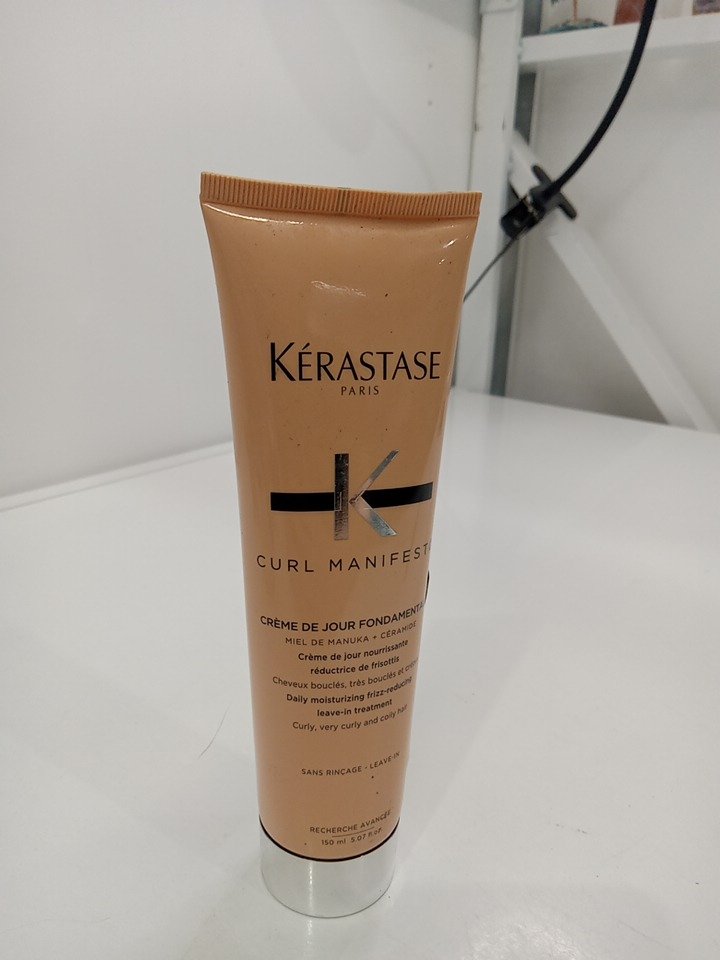 KÉRASTASE
PARIS
K
CURL MANIFEST
CRÈME DE JOUR FONDAMENTA
MIEL DE MANUKA + CÉRAMIDE
Crème de jour nourrissante
réductrice de frisottis
Cheveux bouclés, très bouclés et
Daily moisturizing frizz-reducing
leave-in treatment
Curly, very curly and coily hair
SANS RINÇAGE - LEAVE-IN
RECHERCHE AVANCÉE
150 ml 5.07 fl.oz.